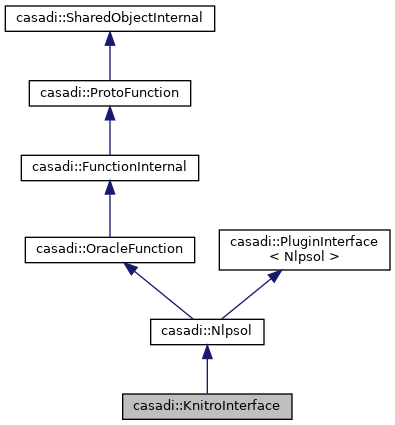 casadi::SharedObjectInternal
casadi::ProtoFunction
casadi::FunctionInternal
casadi::OracleFunction
casadi::PluginInterface
< Nlpsol >
casadi::Nlpsol
casadi::KnitroInterface